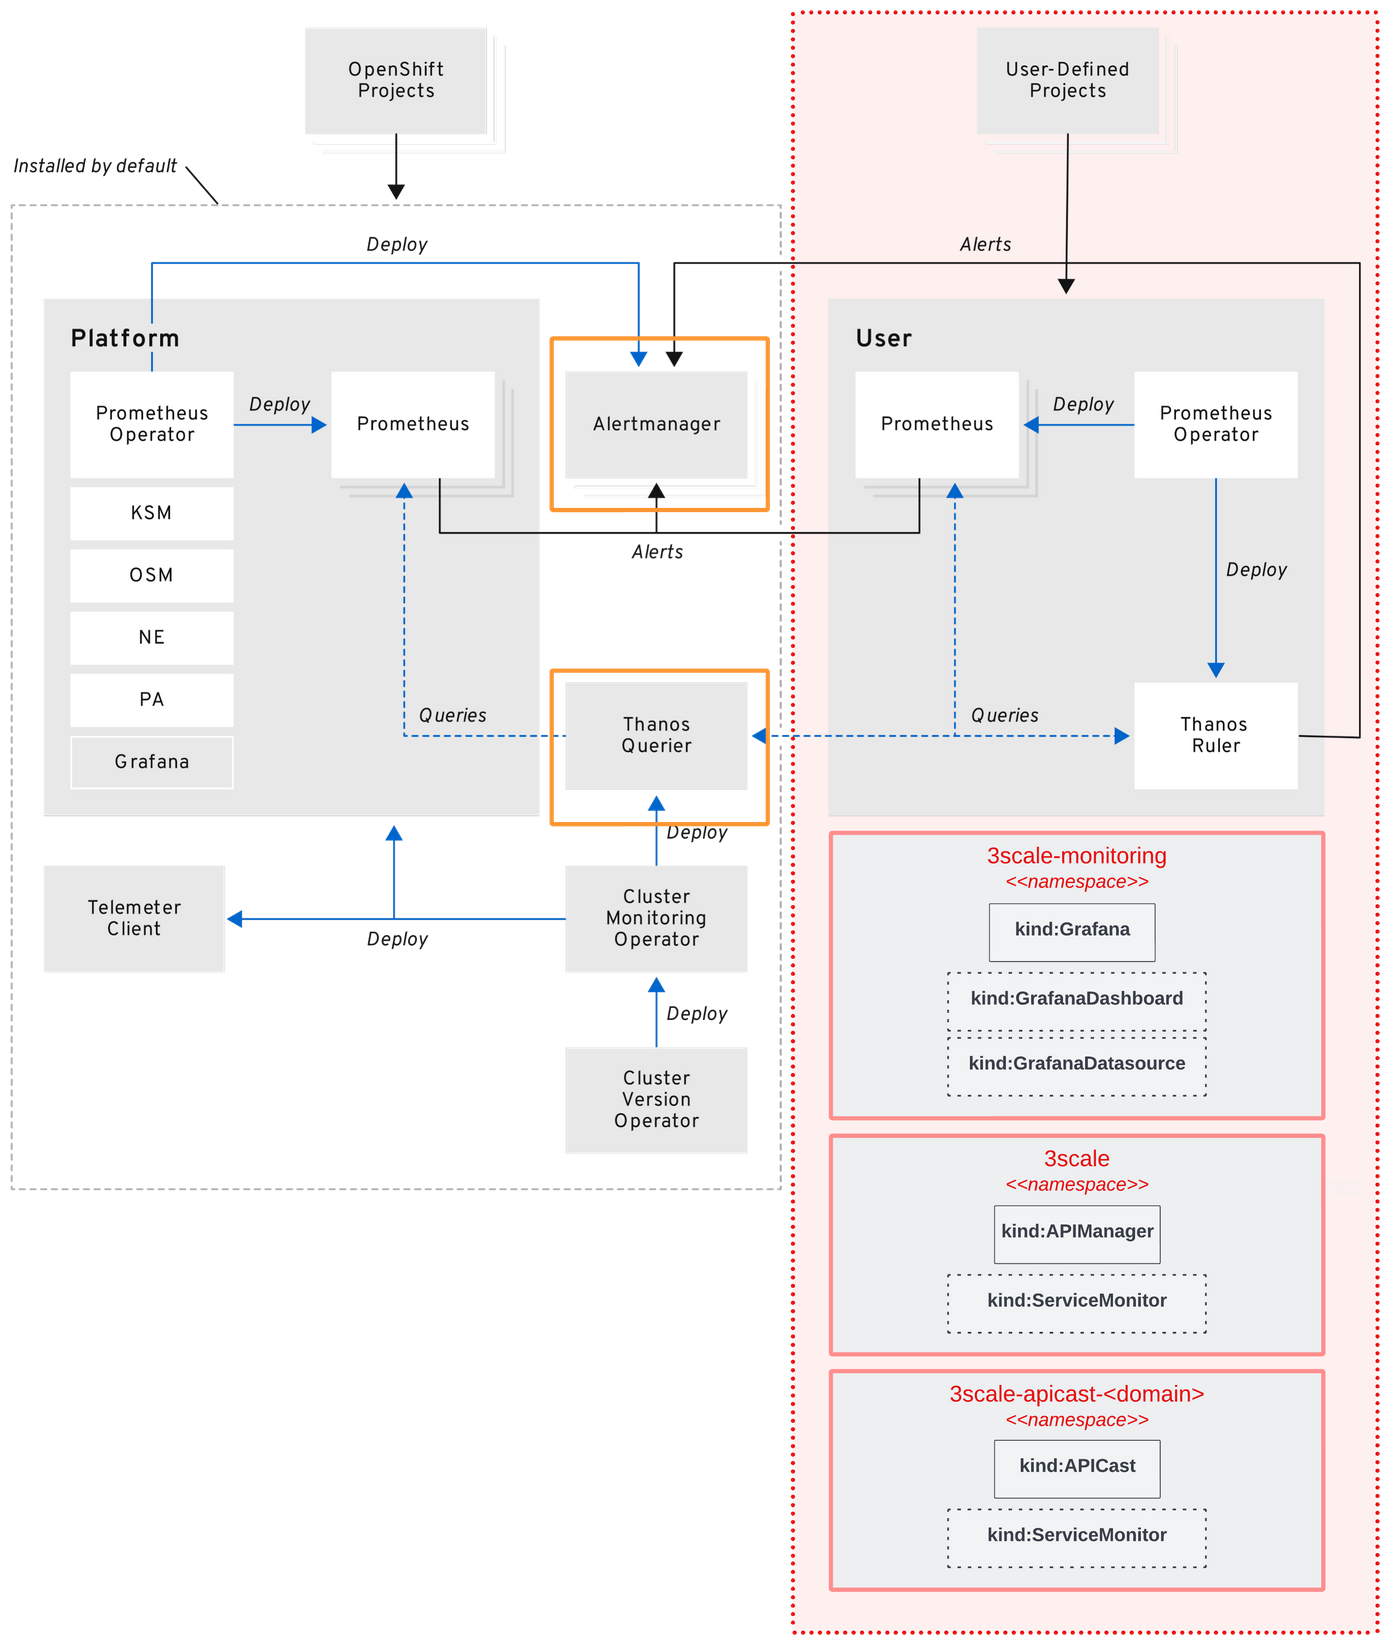 OpenShift
Projects
User-Defined
Projects
Installed by default
Deploy
Alerts
Platform
User
Prometheus
Operator
Deploy
Prometheus
Alertmanager
Prometheus
Deploy
Prometheus
Operator
KSM
Alerts
OSM
Deploy
NE
PA
Queries
Thanos
Querier
Queries
Thanos
Ruler
Grafana
Deploy
Telemeter
Client
Deploy
Cluster
Monitoring
Operator
Deploy
Cluster
Version
Operator
3scale-monitoring
<<namespace>>
kind:Grafana
kind:GrafanaDashboard
kind:GrafanaDatasource
3scale
<<namespace>>
kind:APIManager
kind:ServiceMonitor
3scale-apicast-<domain>
<<namespace>>
kind:APICast
kind:ServiceMonitor